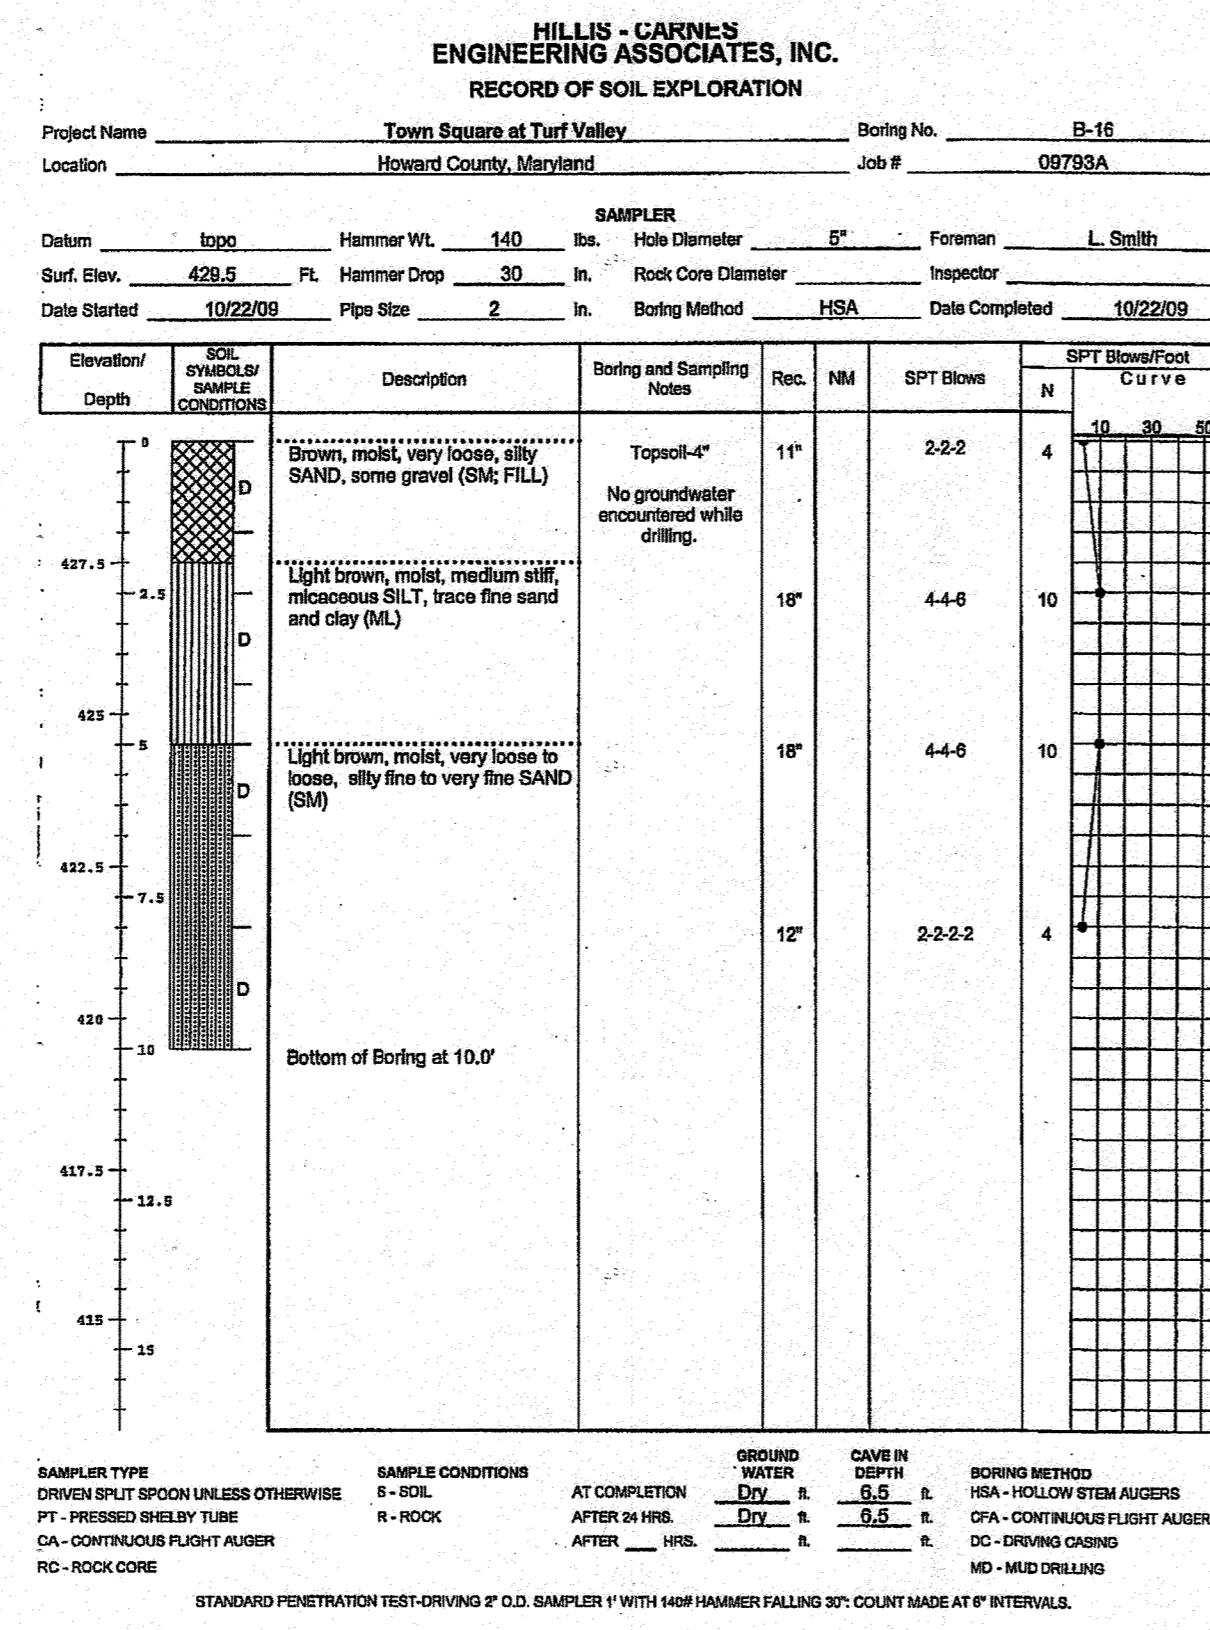 HILLIS - CARNES
ENGINEERING ASSOCIATES, INC.
RECORD OF SOIL EXPLORATION
Project Name Town Square at Turf Valley Boring No. B-16
Location Howard County, Maryland Job # 09793A
SAMPLER
Datum topo Hammer Wt. 140 lbs. Hole Diameter 5" Foreman L. Smith
Surf. Elev. 429.5 Ft. Hammer Drop 30 in. Rock Core Diameter Inspector
Date Started 10/22/09 Pipe Size 2 in. Boring Method HSA Date Completed 10/22/09
Elevation/
Depth
SOIL
SYMBOLS/
SAMPLE
CONDITIONS
Description
Boring and Sampling
Notes
Rec. NM SPT Blows
SPT Blows/Foot
N
Curve
10 30 50
0
Brown, moist, very loose, silty
SAND, some gravel (SM; FILL)
Topsoil-4" 11" 2-2-2 4
D
No groundwater
encountered while
drilling.
427.5
Light brown, moist, medium stiff,
micaceous SILT, trace fine sand
and clay (ML)
2.5
18" 4-4-6 10
D
425
5
Light brown, moist, very loose to
loose, silty fine to very fine SAND
(SM)
18" 4-4-6 10
D
422.5
7.5
12" 2-2-2-2 4
D
420
10
Bottom of Boring at 10.0'
417.5
12.5
415
15
SAMPLER TYPE
DRIVEN SPLIT SPOON UNLESS OTHERWISE
PT - PRESSED SHELBY TUBE
CA - CONTINUOUS FLIGHT AUGER
RC - ROCK CORE
SAMPLE CONDITIONS
S - SOIL
R - ROCK
GROUND
WATER
CAVE IN
DEPTH
AT COMPLETION Dry ft. 6.5 ft.
AFTER 24 HRS. Dry ft. 6.5 ft.
AFTER ___ HRS. ft. ft.
BORING METHOD
HSA - HOLLOW STEM AUGERS
CFA - CONTINUOUS FLIGHT AUGER
DC - DRIVING CASING
MD - MUD DRILLING
STANDARD PENETRATION TEST-DRIVING 2" O.D. SAMPLER 1' WITH 140# HAMMER FALLING 30": COUNT MADE AT 6" INTERVALS.